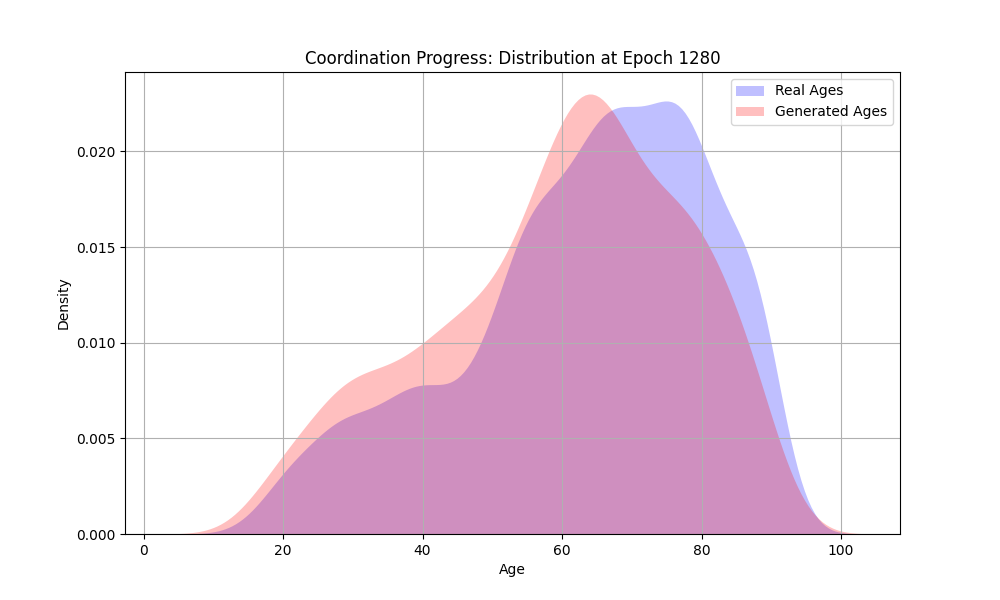 Coordination Progress: Distribution at Epoch 1280
Real Ages
Generated Ages
Density
0.020
0.015
0.010
0.005
0.000
0 20 40 60 80 100
Age